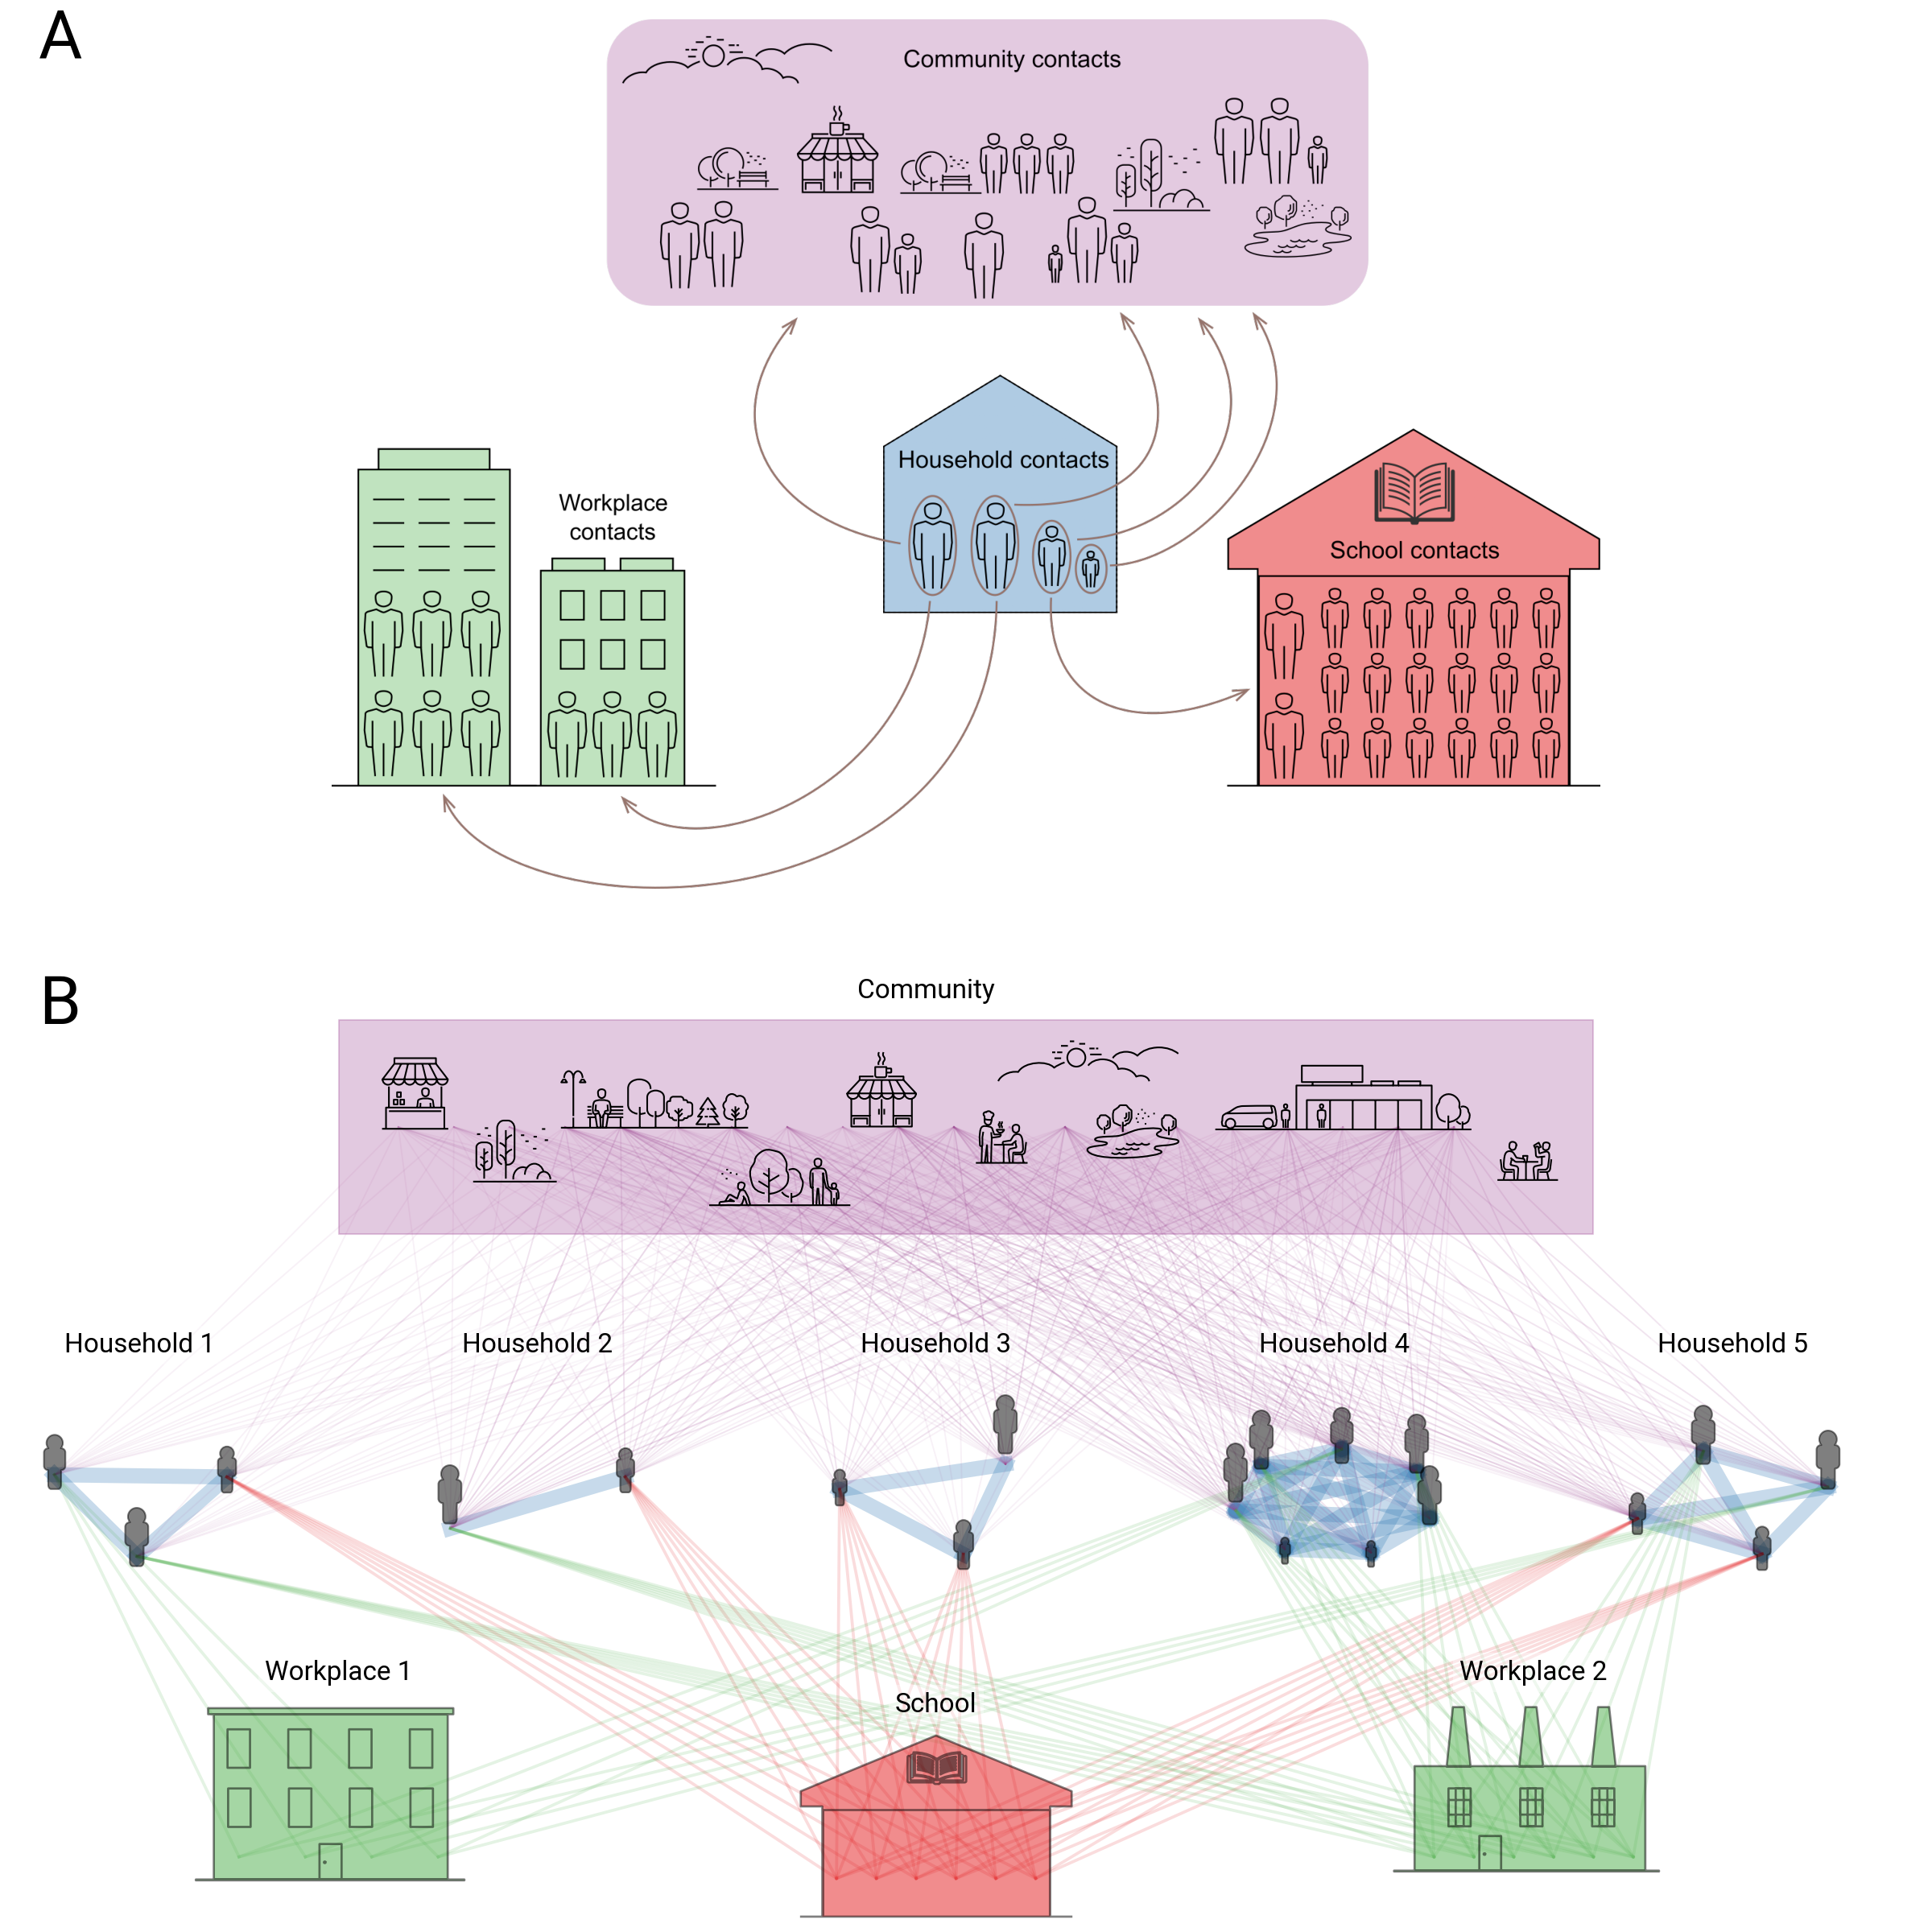 A
Community contacts
Household contacts
Workplace
contacts
School contacts
B
Community
Household 1
Household 2
Household 3
Household 4
Household 5
Workplace 1
School
Workplace 2